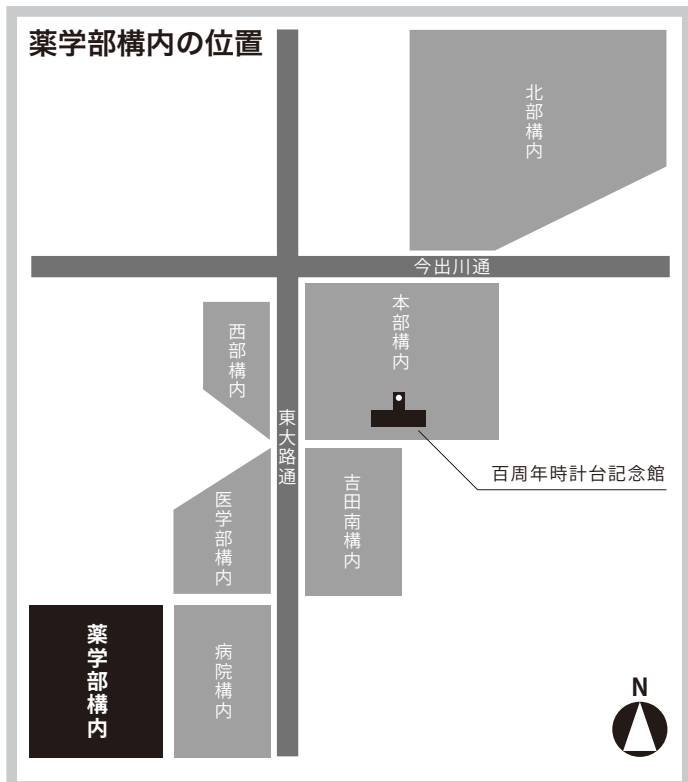 薬学部構内の位置
北部構内
今出川通
本部構内
西部構内
東大路通
百周年時計台記念館
吉田南構内
医学部構内
薬学部構内
病院構内
N